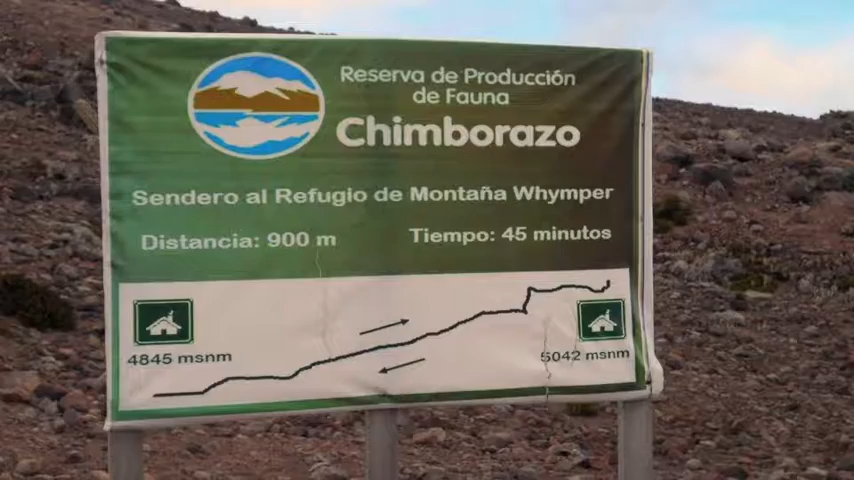 Reserva de Producción
de Fauna
Chimborazo
Sendero al Refugio de Montaña Whymper
Distancia: 900 m
Tiempo: 45 minutos
4845 msnm
5042 msnm